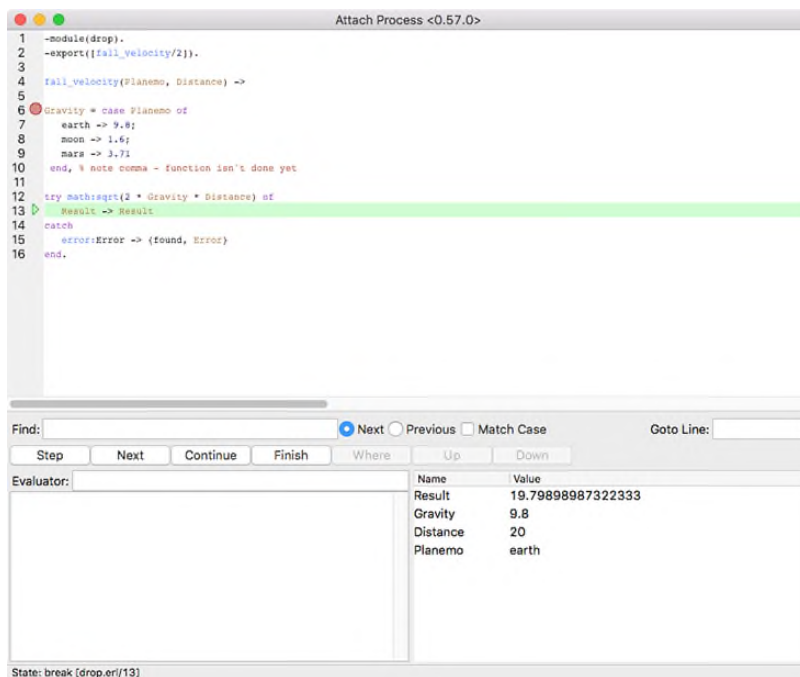 Attach Process <0.57.0>
1 -module(drop).
2 -export([fall_velocity/2]).
3
4 fall_velocity(Planemo, Distance) ->
5
6 Gravity = case Planemo of
7 earth -> 9.8;
8 moon -> 1.6;
9 mars -> 3.71
10 end, % note comma - function isn't done yet
11
12 try math:sqrt(2 * Gravity * Distance) of
13 Result -> Result
14 catch
15 error:Error -> {found, Error}
16 end.
Find: Next Previous Match Case Goto Line:
Step Next Continue Finish Where Up Down
Evaluator:
Name Value
Result 19.79898987322333
Gravity 9.8
Distance 20
Planemo earth
State: break [drop.erl/13]